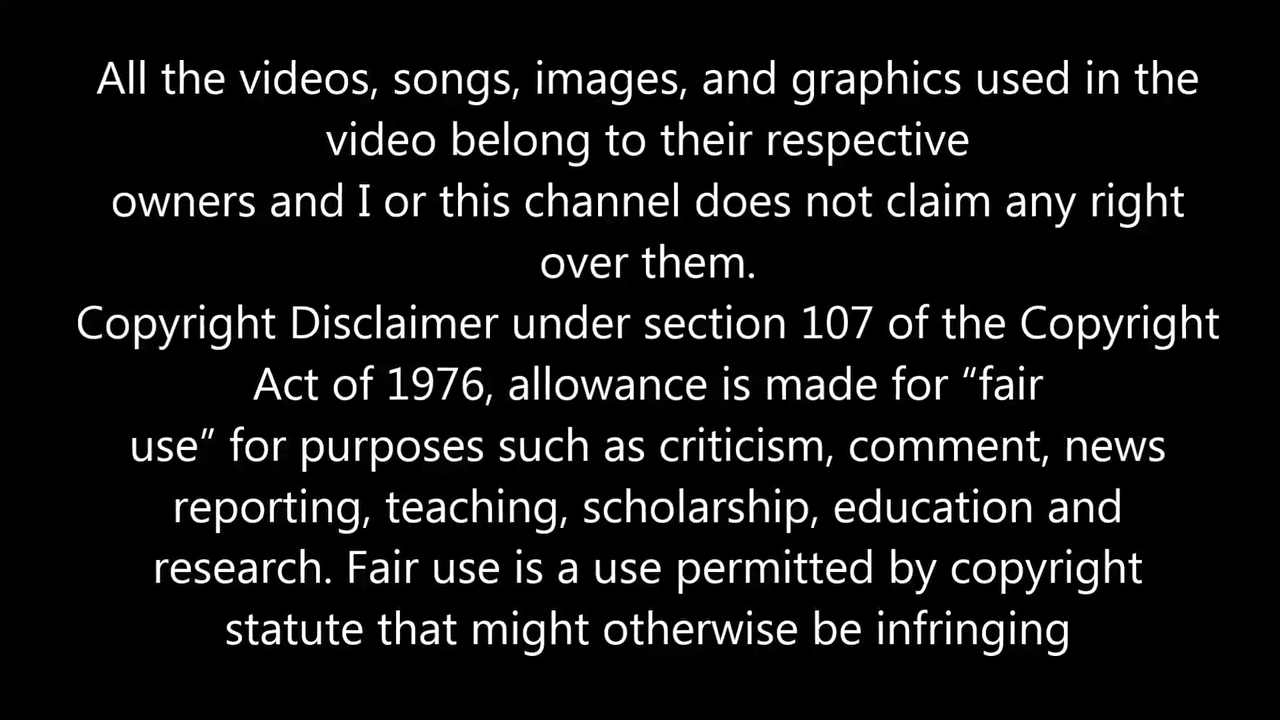 All the videos, songs, images, and graphics used in the
video belong to their respective
owners and I or this channel does not claim any right
over them.
Copyright Disclaimer under section 107 of the Copyright
Act of 1976, allowance is made for “fair
use” for purposes such as criticism, comment, news
reporting, teaching, scholarship, education and
research. Fair use is a use permitted by copyright
statute that might otherwise be infringing